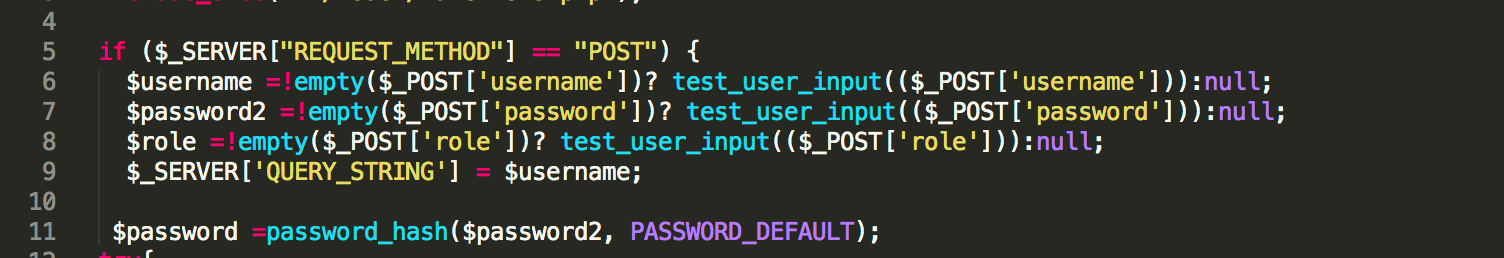 4
5 if ($_SERVER["REQUEST_METHOD"] == "POST") {
6 $username =!empty($_POST['username'])? test_user_input(($_POST['username'])):null;
7 $password2 =!empty($_POST['password'])? test_user_input(($_POST['password'])):null;
8 $role =!empty($_POST['role'])? test_user_input(($_POST['role'])):null;
9 $_SERVER['QUERY_STRING'] = $username;
10
11 $password =password_hash($password2, PASSWORD_DEFAULT);